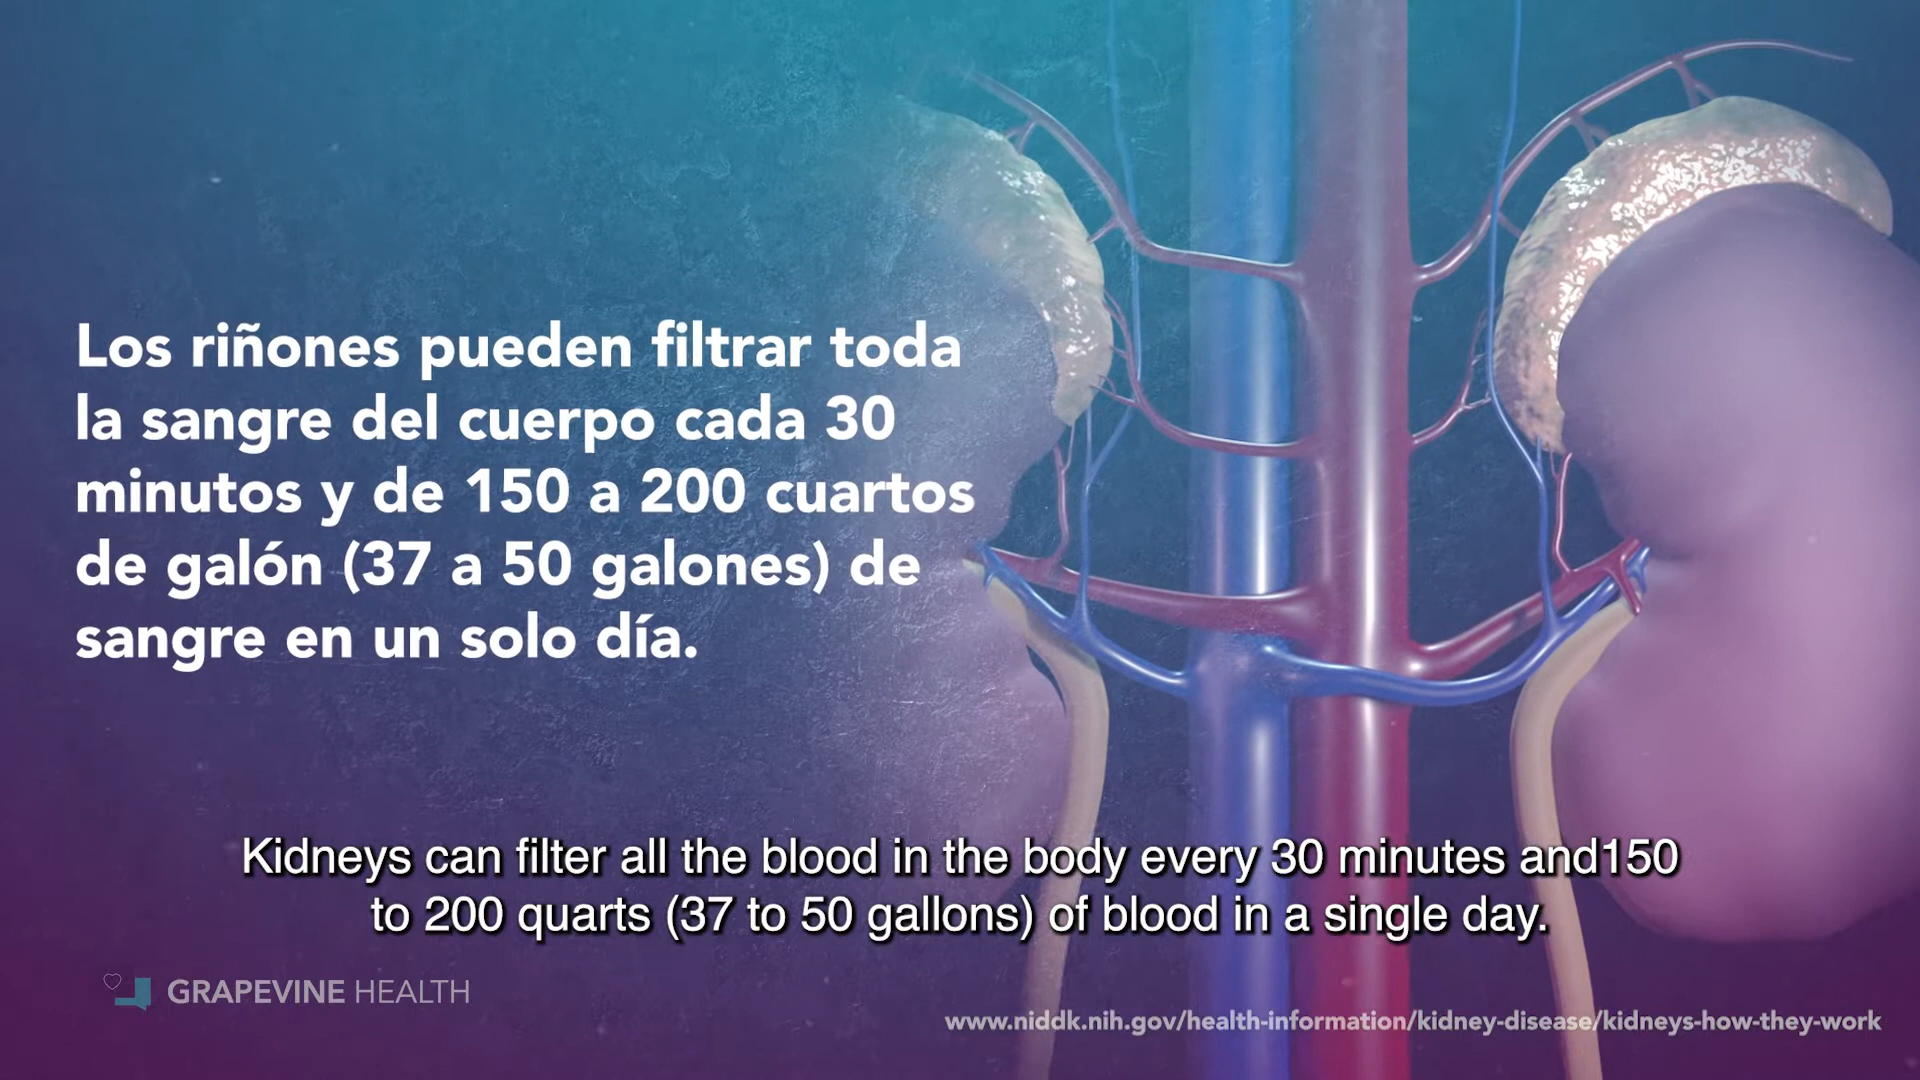 Los riñones pueden filtrar toda
la sangre del cuerpo cada 30
minutos y de 150 a 200 cuartos
de galón (37 a 50 galones) de
sangre en un solo día.
Kidneys can filter all the blood in the body every 30 minutes and150
to 200 quarts (37 to 50 gallons) of blood in a single day.
GRAPEVINE HEALTH
www.niddk.nih.gov/health-information/kidney-disease/kidneys-how-they-work